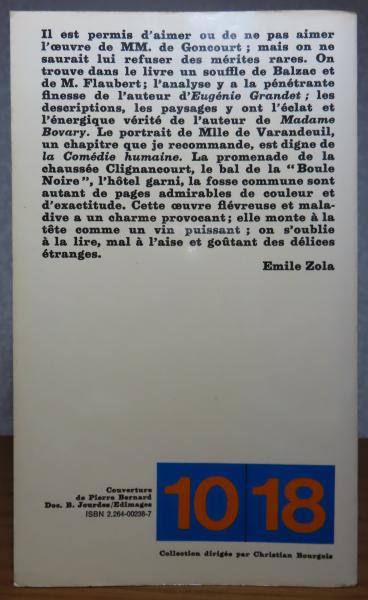 Il est permis d'aimer ou de ne pas aimer
l'œuvre de MM. de Goncourt ; mais on ne
saurait lui refuser des mérites rares. On
trouve dans le livre un souffle de Balzac et
de M. Flaubert ; l'analyse y a la pénétrante
finesse de l'auteur d'Eugénie Grandet ; les
descriptions, les paysages y ont l'éclat et
l'énergique vérité de l'auteur de Madame
Bovary. Le portrait de Mlle de Varandeuil,
un chapitre que je recommande, est digne de
la Comédie humaine. La promenade de la
chaussée Clignancourt, le bal de la "Boule
Noire", l'hôtel garni, la fosse commune sont
autant de pages admirables de couleur et
d'exactitude. Cette œuvre fiévreuse et mala-
dive a un charme provocant ; elle monte à la
tête comme un vin puissant ; on s'oublie
à la lire, mal à l'aise et goûtant des délices
étranges.
Emile Zola
Couverture
de Pierre Bernard
Doc. B. Jourdes/Edimages
ISBN 2.264-00238-7
10 18
Collection dirigée par Christian Bourgois